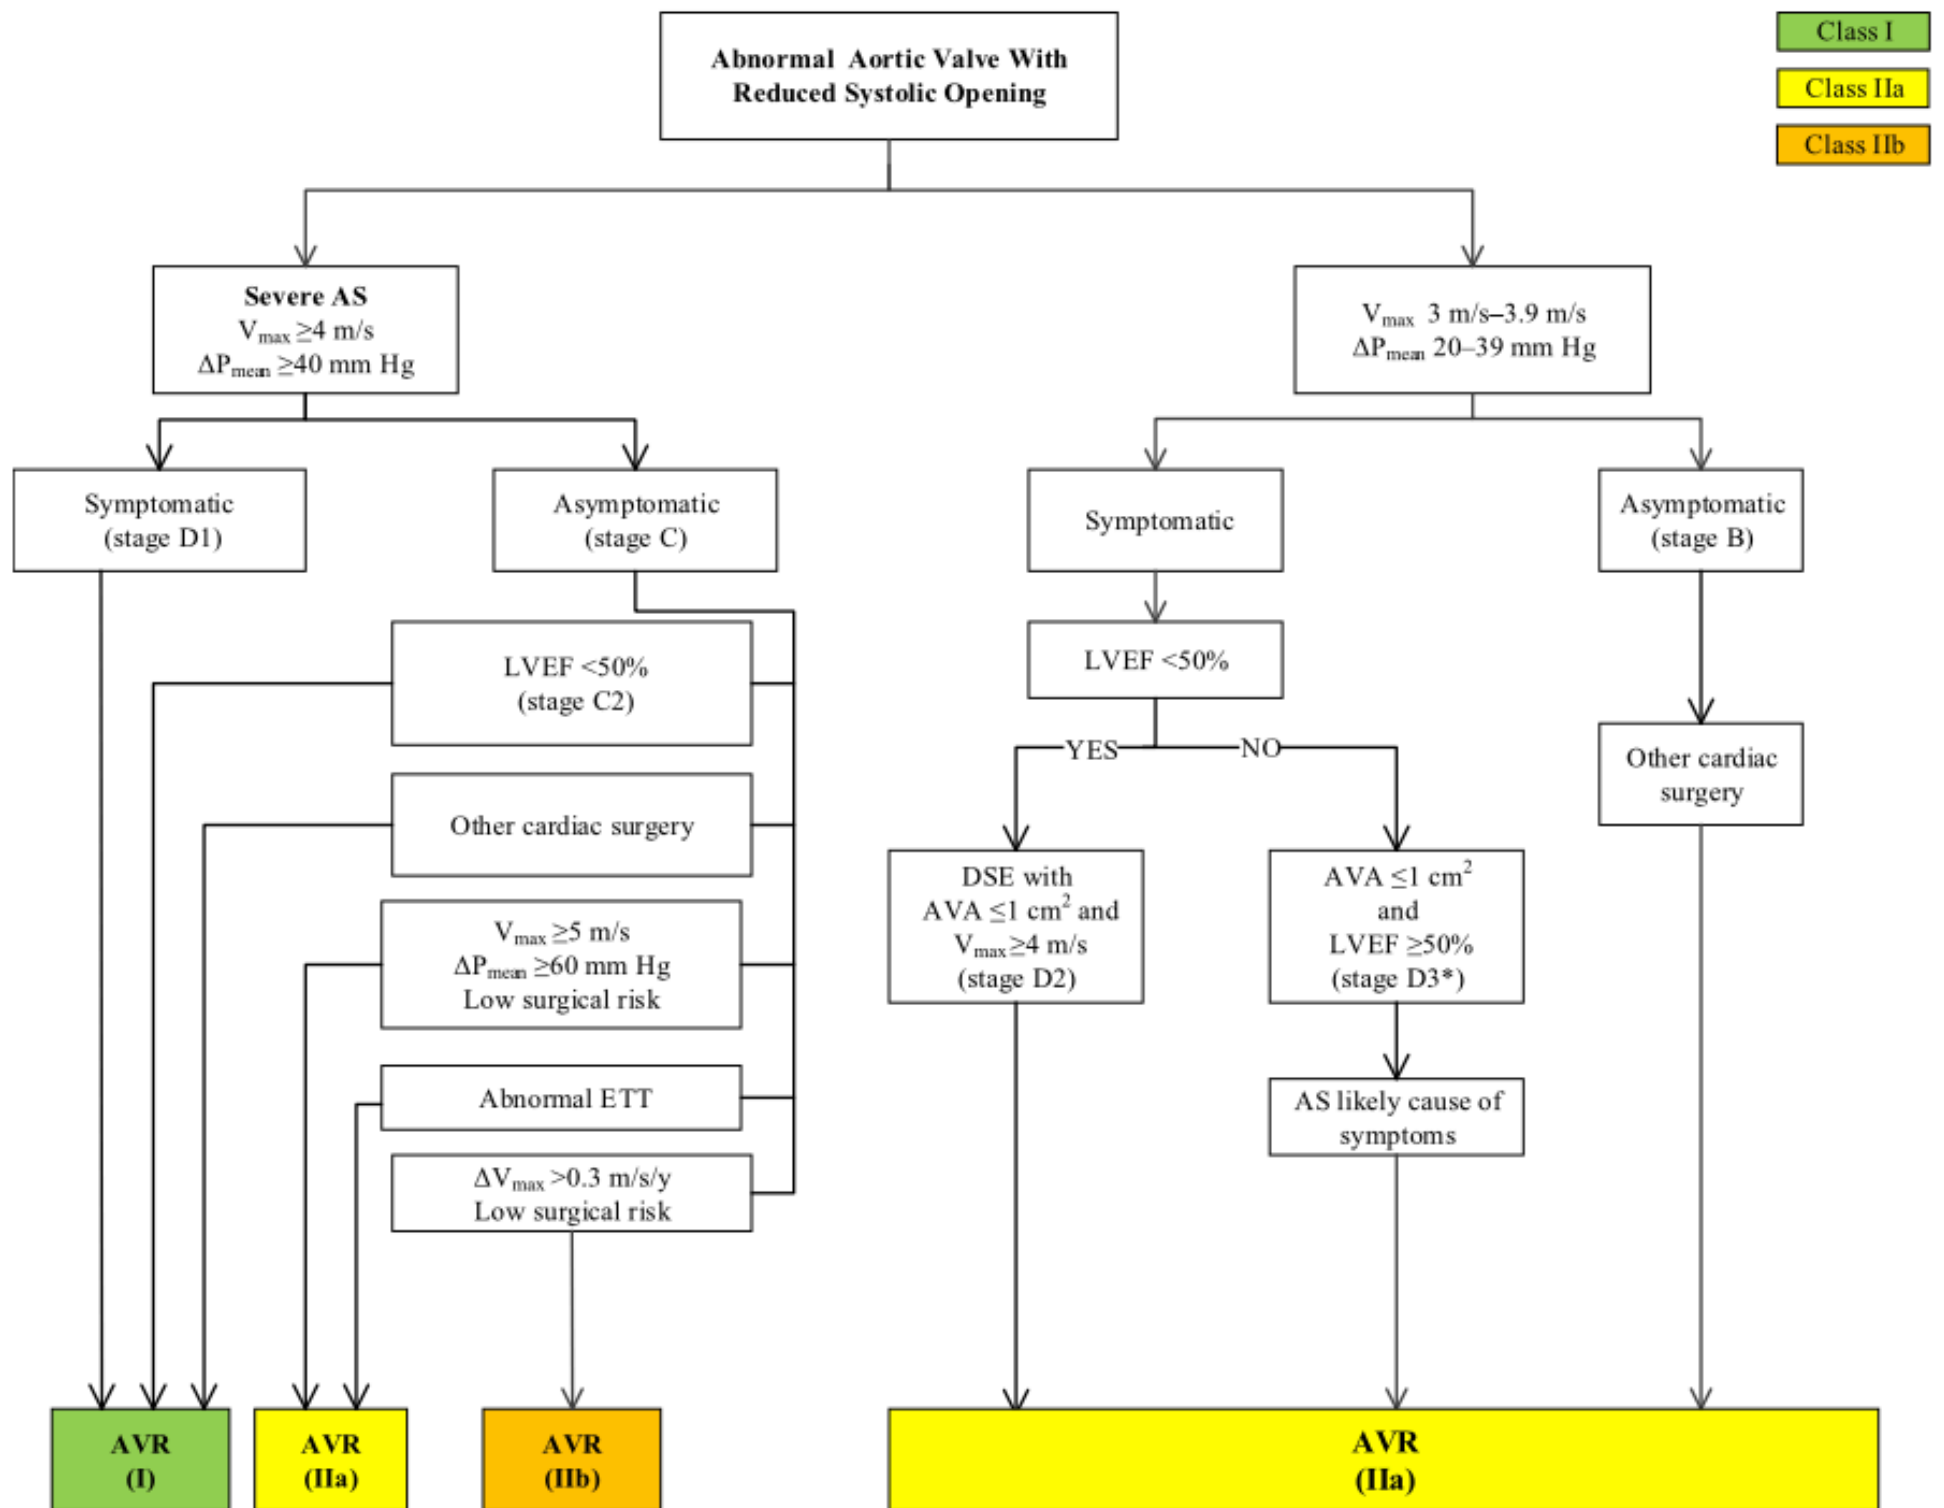 Abnormal Aortic Valve With
Reduced Systolic Opening
Class I
Class IIa
Class IIb
Severe AS
Vmax ≥4 m/s
ΔPmean ≥40 mm Hg
Vmax 3 m/s–3.9 m/s
ΔPmean 20–39 mm Hg
Symptomatic
(stage D1)
Asymptomatic
(stage C)
Symptomatic
Asymptomatic
(stage B)
LVEF <50%
(stage C2)
LVEF <50%
YES
NO
Other cardiac surgery
Other cardiac
surgery
Vmax ≥5 m/s
ΔPmean ≥60 mm Hg
Low surgical risk
DSE with
AVA ≤1 cm²  and
Vmax ≥4 m/s
(stage D2)
AVA ≤1 cm²
and
LVEF ≥50%
(stage D3*)
Abnormal ETT
AS likely cause of
symptoms
ΔVmax >0.3 m/s/y
Low surgical risk
AVR
(I)
AVR
(IIa)
AVR
(IIb)
AVR
(IIa)